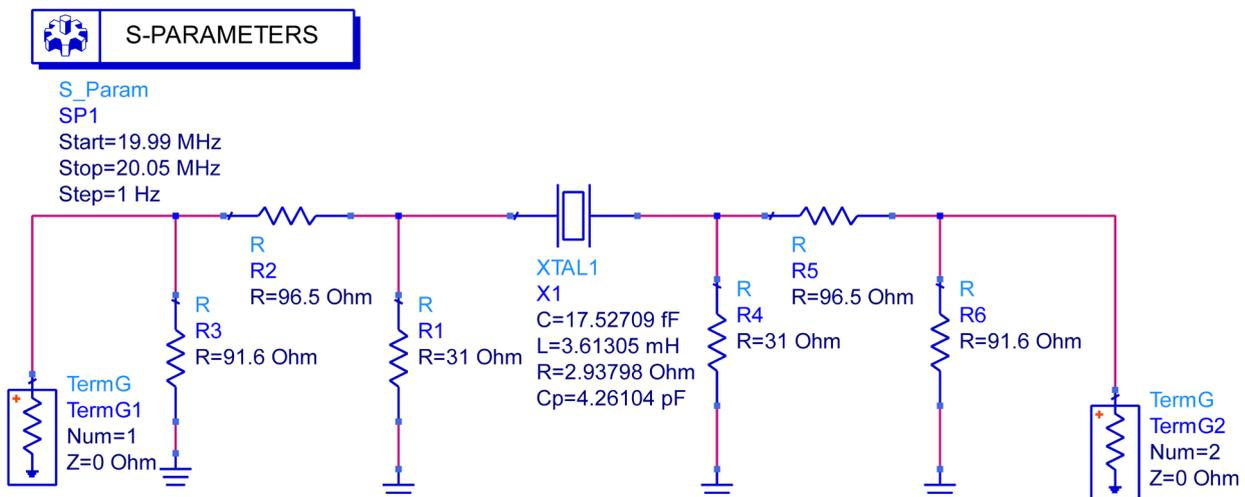 S-PARAMETERS
S_Param
SP1
Start=19.99 MHz
Stop=20.05 MHz
Step=1 Hz
R
R2
R=96.5 Ohm
R
R3
R=91.6 Ohm
R
R1
R=31 Ohm
XTAL1
X1
C=17.52709 fF
L=3.61305 mH
R=2.93798 Ohm
Cp=4.26104 pF
R
R4
R=31 Ohm
R
R5
R=96.5 Ohm
R
R6
R=91.6 Ohm
+
TermG
TermG1
Num=1
Z=0 Ohm
+
TermG
TermG2
Num=2
Z=0 Ohm